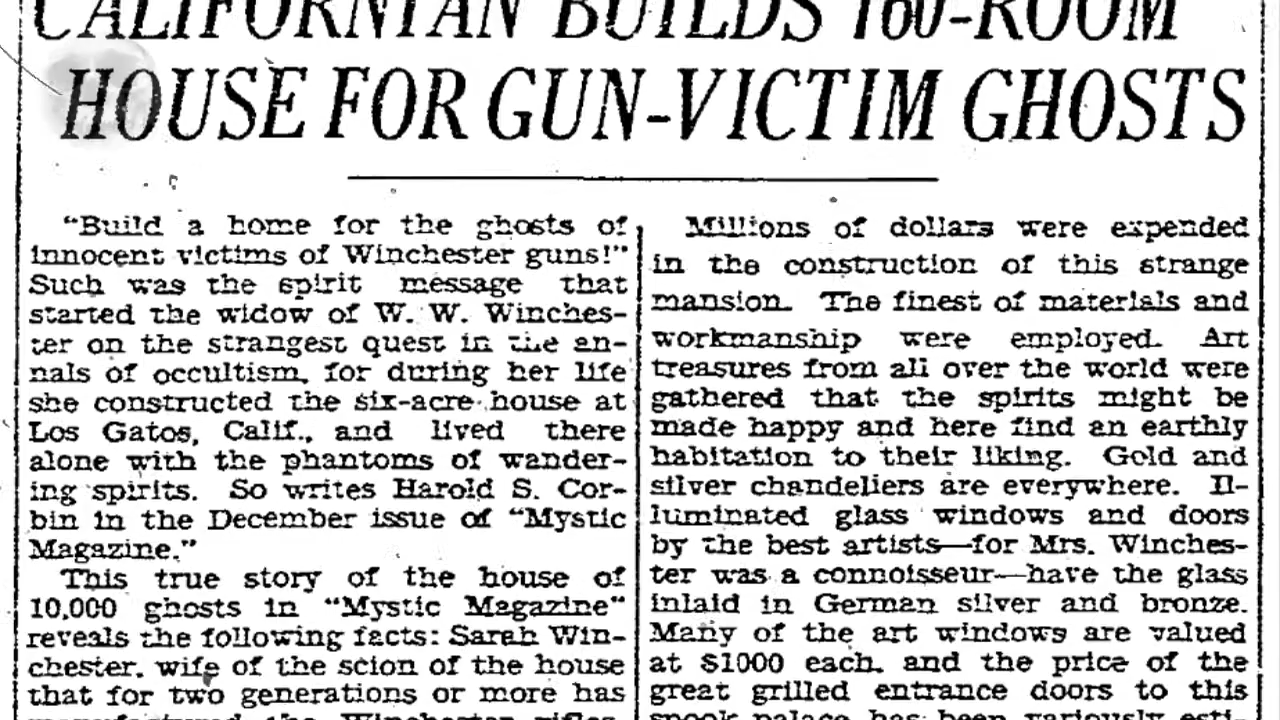 CALIFORNIAN BUILDS 160-ROOM
HOUSE FOR GUN-VICTIM GHOSTS
"Build a home for the ghosts of
innocent victims of Winchester guns!"
Such was the spirit message that
started the widow of W. W. Winches-
ter on the strangest quest in the an-
nals of occultism, for during her life
she constructed the six-acre house at
Los Gatos, Calif., and lived there
alone with the phantoms of wander-
ing spirits. So writes Harold S. Cor-
bin in the December issue of "Mystic
Magazine."
This true story of the house of
10,000 ghosts in "Mystic Magazine"
reveals the following facts: Sarah Win-
chester, wife of the scion of the house
that for two generations or more has
manufactured the Winchester rifles,
Millions of dollars were expended
in the construction of this strange
mansion. The finest of materials and
workmanship were employed. Art
treasures from all over the world were
gathered that the spirits might be
made happy and here find an earthly
habitation to their liking. Gold and
silver chandeliers are everywhere. Il-
luminated glass windows and doors
by the best artists—for Mrs. Winches-
ter was a connoisseur—have the glass
inlaid in German silver and bronze.
Many of the art windows are valued
at $1000 each, and the price of the
great grilled entrance doors to this
spook palace has been variously esti-